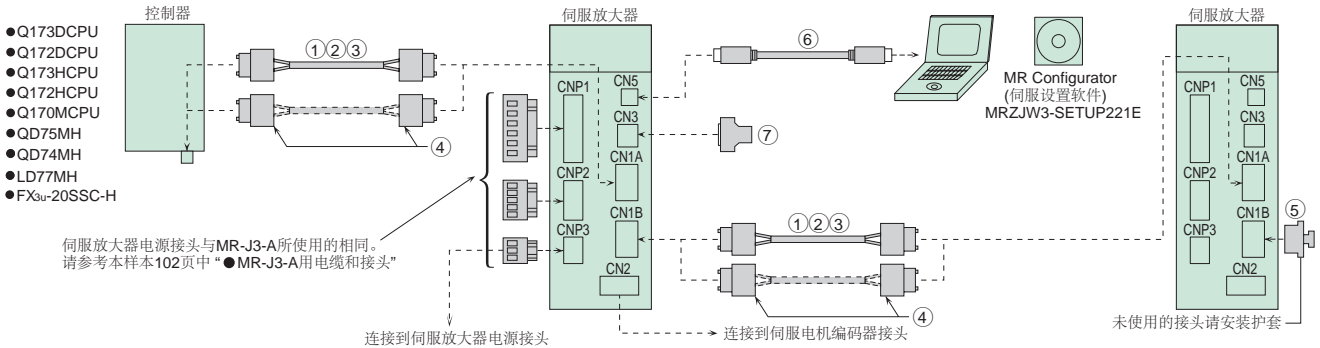 控制器
●Q173DCPU
●Q172DCPU
●Q173HCPU
●Q172HCPU
●Q170MCPU
●QD75MH
●QD74MH
●LD77MH
●FX3u-20SSC-H
①②③
④
伺服放大器电源接头与MR-J3-A所使用的相同。
请参考本样本102页中 “●MR-J3-A用电缆和接头”
伺服放大器
CNP1
CNP2
CNP3
CN5
CN3
CN1A
CN1B
CN2
连接到伺服放大器电源接头
连接到伺服电机编码器接头
⑥
⑦
MR Configurator
(伺服设置软件)
MRZJW3-SETUP221E
①②③
④
伺服放大器
CNP1
CNP2
CNP3
CN5
CN3
CN1A
CN1B
CN2
⑤
未使用的接头请安装护套